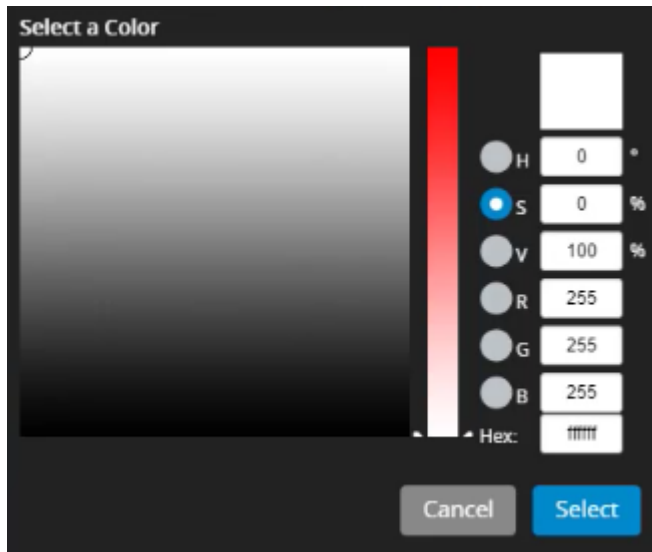 Select a Color
H 0 °
S 0 %
V 100 %
R 255
G 255
B 255
Hex: ffffff
Cancel Select